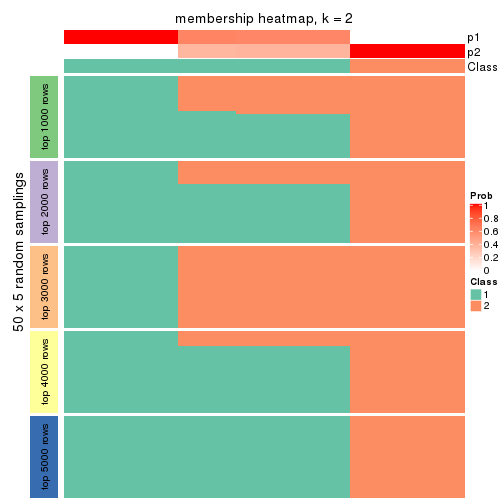 membership heatmap, k = 2
p1
p2
Class
50 x 5 random samplings
top 1000 rows
top 2000 rows
top 3000 rows
top 4000 rows
top 5000 rows
Prob
1
0.8
0.6
0.4
0.2
0
Class
1
2